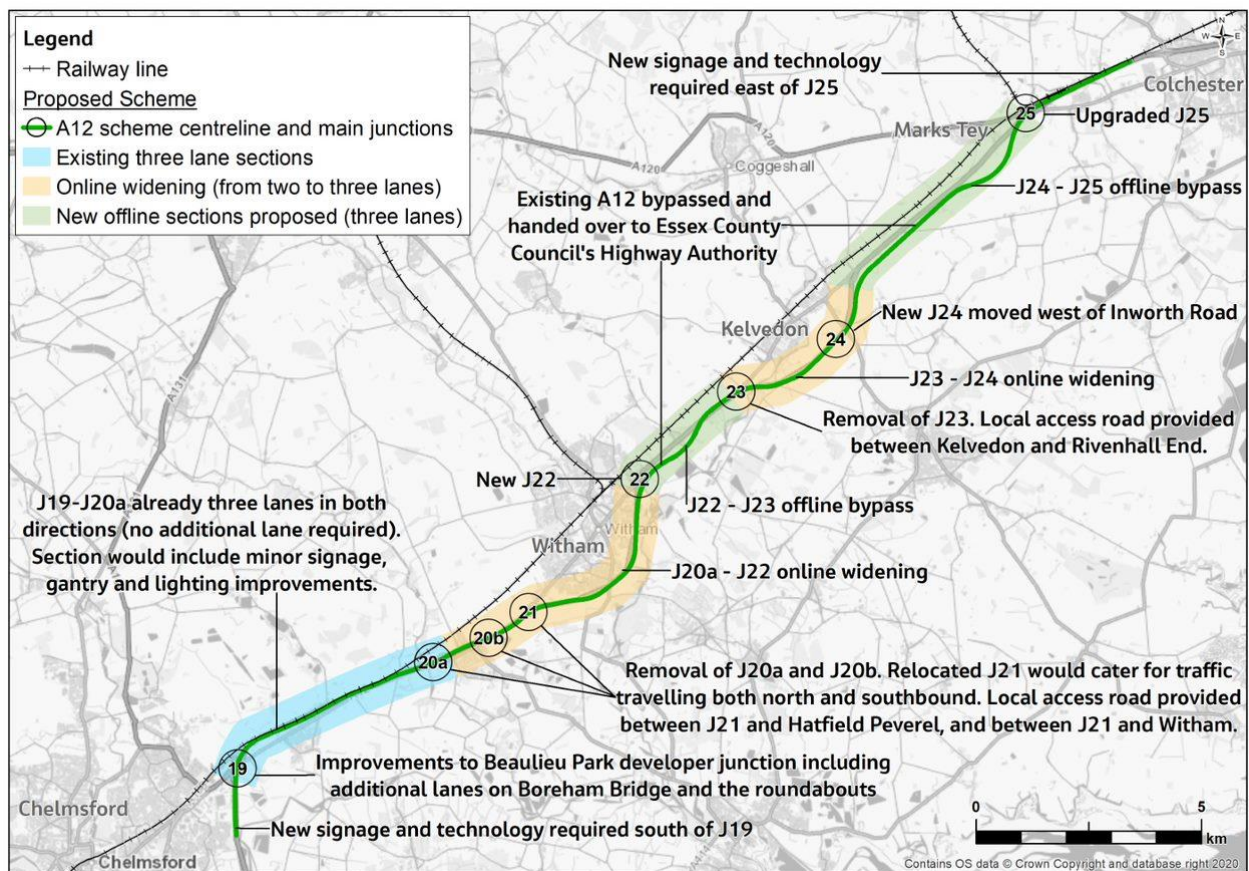 Legend
Railway line
Proposed Scheme
A12 scheme centreline and main junctions
Existing three lane sections
Online widening (from two to three lanes)
New offline sections proposed (three lanes)
N
W E
S
New signage and technology
required east of J25
Colchester
25
Upgraded J25
Marks Tey
A120
A120
Coggeshall
J24 - J25 offline bypass
Existing A12 bypassed and
handed over to Essex County
Council's Highway Authority
A131
Kelvedon
New J24 moved west of Inworth Road
24
J23 - J24 online widening
23
Removal of J23. Local access road provided
between Kelvedon and Rivenhall End.
New J22
22
J22 - J23 offline bypass
J19-J20a already three lanes in both
directions (no additional lane required).
Section would include minor signage,
gantry and lighting improvements.
Witham
Witham
J20a - J22 online widening
21
20b
20a
Removal of J20a and J20b. Relocated J21 would cater for traffic
travelling both north and southbound. Local access road provided
between J21 and Hatfield Peverel, and between J21 and Witham.
19
Improvements to Beaulieu Park developer junction including
additional lanes on Boreham Bridge and the roundabouts
Chelmsford
New signage and technology required south of J19
Chelmsford
0 5
km
Contains OS data © Crown Copyright and database right 2020